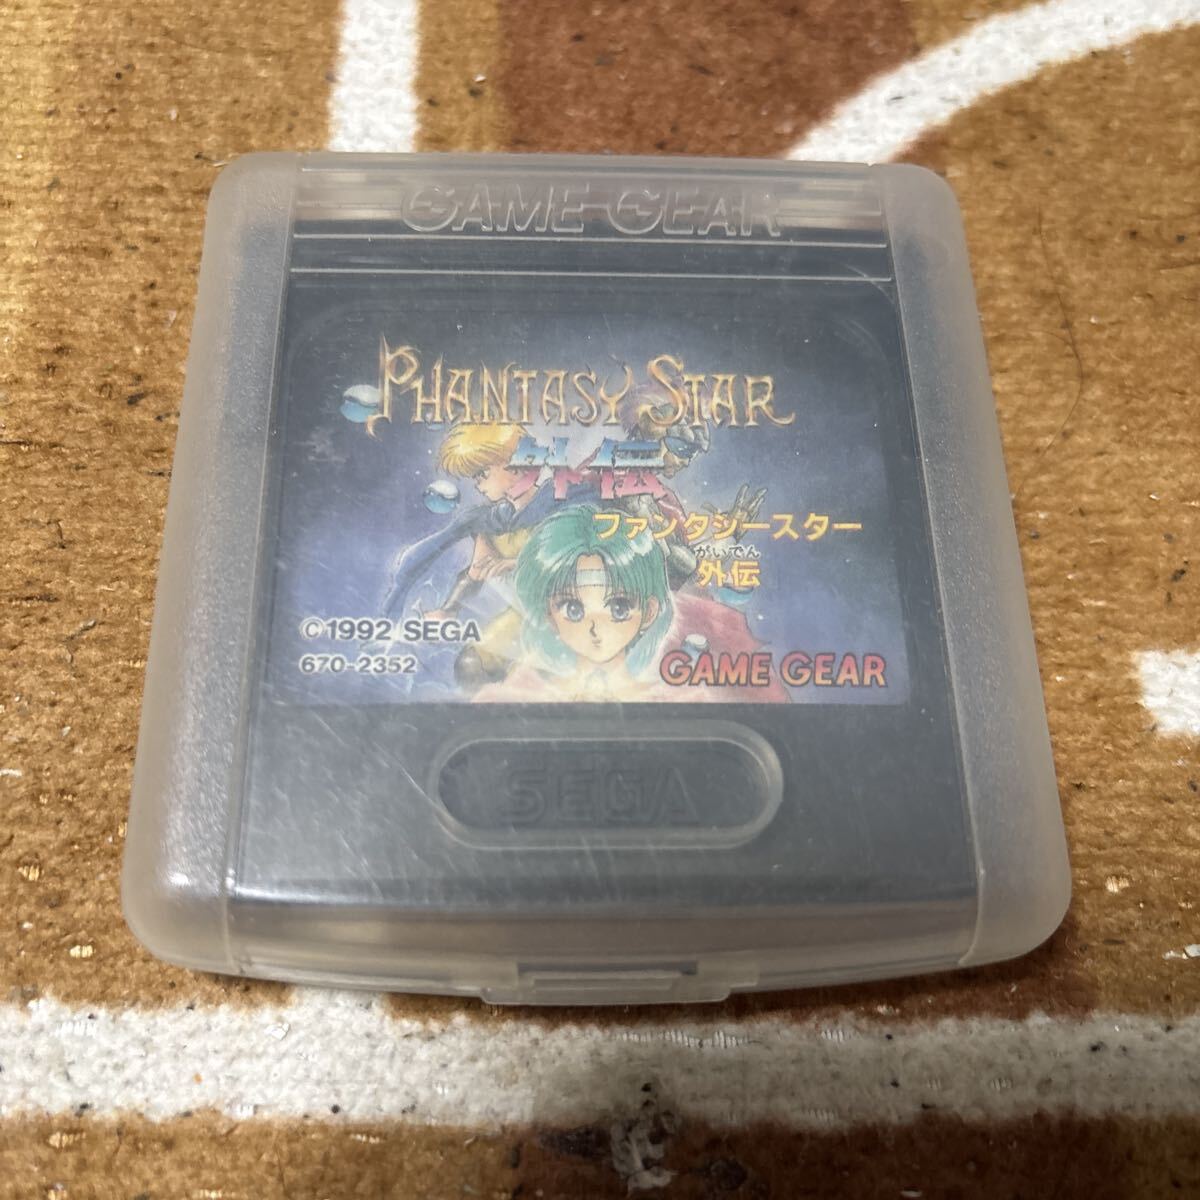 GAME GEAR
PHANTASY STAR
外伝
ファンタシースター
がいでん
外伝
©1992 SEGA
670-2352
GAME GEAR
SEGA